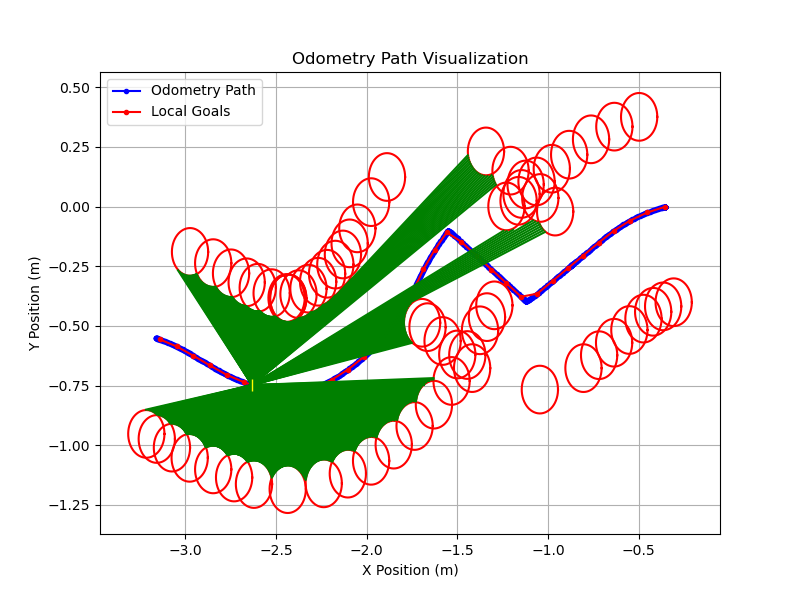 Odometry Path Visualization
Odometry Path
Local Goals
0.50
0.25
0.00
−0.25
−0.50
−0.75
−1.00
−1.25
Y Position (m)
−3.0 −2.5 −2.0 −1.5 −1.0 −0.5
X Position (m)